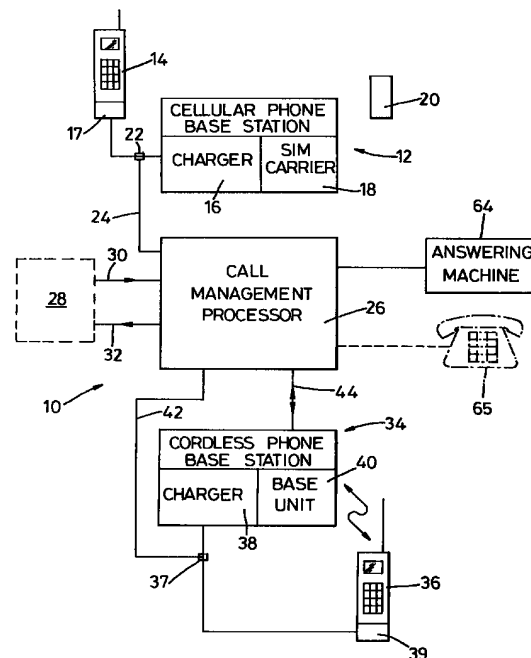 14
17
22
CELLULAR PHONE
BASE STATION
CHARGER
16
SIM
CARRIER
18
20
12
24
28
30
32
CALL
MANAGEMENT
PROCESSOR
26
64
ANSWERING
MACHINE
65
10
42
44
34
CORDLESS PHONE
BASE STATION
CHARGER
38
BASE
UNIT
40
37
36
39